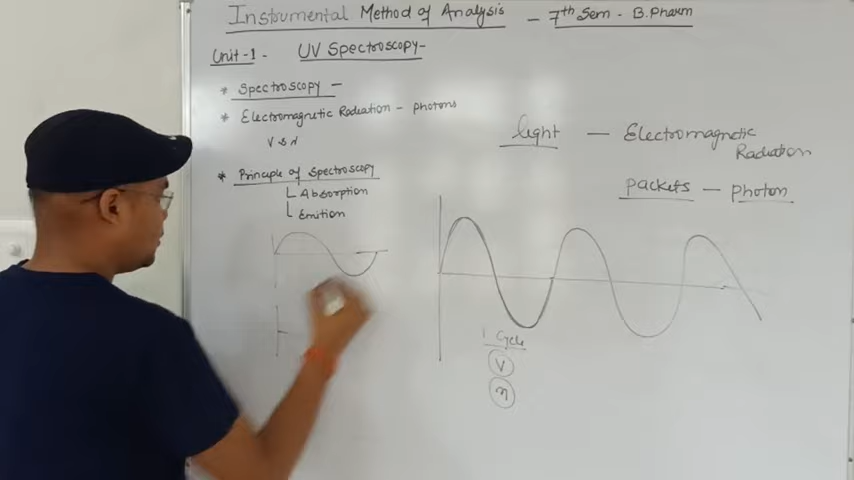 Instrumental Method of Analysis - 7th Sem - B.Pharm
Unit-1 - UV Spectroscopy-
* Spectroscopy -
* Electromagnetic Radiation - Photons
* Principle of Spectroscopy
Absorption
Emition
light - Electromagnetic
Radiation
Packets - Photon
1 Cycle